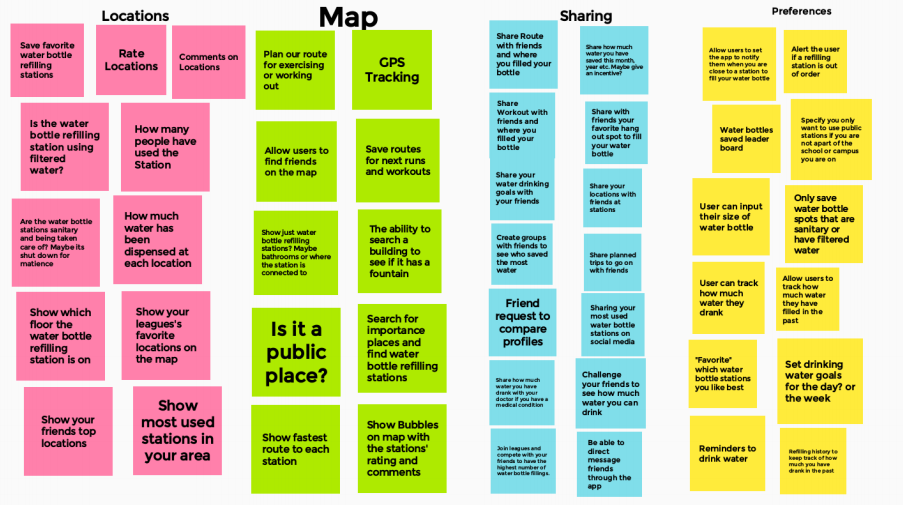 Locations
Save favorite
water bottle
refilling
stations
Rate
Locations
Comments on
Locations
Is the water
bottle refilling
station using
filtered
water?
How many
people have
used the
Station
Are the water bottle
stations sanitary
and being taken
care of? Maybe its
shut down for
matience
How much
water has
been
dispensed at
each location
Show which
floor the
water bottle
refilling
station is on
Show your
leagues's
favorite
locations on
the map
Show your
friends top
locations
Show
most used
stations in
your area
Map
Plan our route
for exercising
or working
out
GPS
Tracking
Allow users to
find friends
on the map
Save routes
for next runs
and workouts
Show just water
bottle refilling
stations? Maybe
bathrooms or where
the station is
connected to
The ability to
search a
building to
see if it has a
fountain
Is it a
public
place?
Search for
importance
places and
find water
bottle refilling
stations
Show fastest
route to each
station
Show Bubbles
on map with
the stations'
rating and
comments
Sharing
Share Route
with friends
and where
you filled your
bottle
Share how much
water you have
saved this month,
year etc. Maybe give
an incentive?
Share
Workout with
friends and
where you
filled your
bottle
Share with
friends your
favorite hang
out spot to fill
your water
bottle
Share your
water drinking
goals with
your friends
Share your
locations with
friends at
stations
Create groups
with friends to
see who saved
the most
water
Share planned
trips to go on
with friends
Friend
request to
compare
profiles
Sharing your
most used
water bottle
stations on
social media
Share how much
water you have
drank with your
doctor if you have a
medical condition
Challenge
your friends to
see how much
water you can
drink
Join leagues and
compete with your
friends to have the
highest number of
water bottle fillings.
Be able to
direct
message
friends
through the
app
Preferences
Allow users to set
the app to notify
them when you are
close to a station to
fill your water bottle
Alert the user
if a refilling
station is out
of order
Water bottles
saved leader
board
Specify you only
want to use public
stations if you are
not apart of the
school or campus
you are on
User can input
their size of
water bottle
Only save
water bottle
spots that are
sanitary or
have filtered
water
User can track
how much
water they
drank
Allow users to
track how
much water
they have
filled in the
past
"Favorite"
which water
bottle stations
you like best
Set drinking
water goals
for the day? or
the week
Reminders to
drink water
Refilling history to
keep track of how
much you have
drank in the past